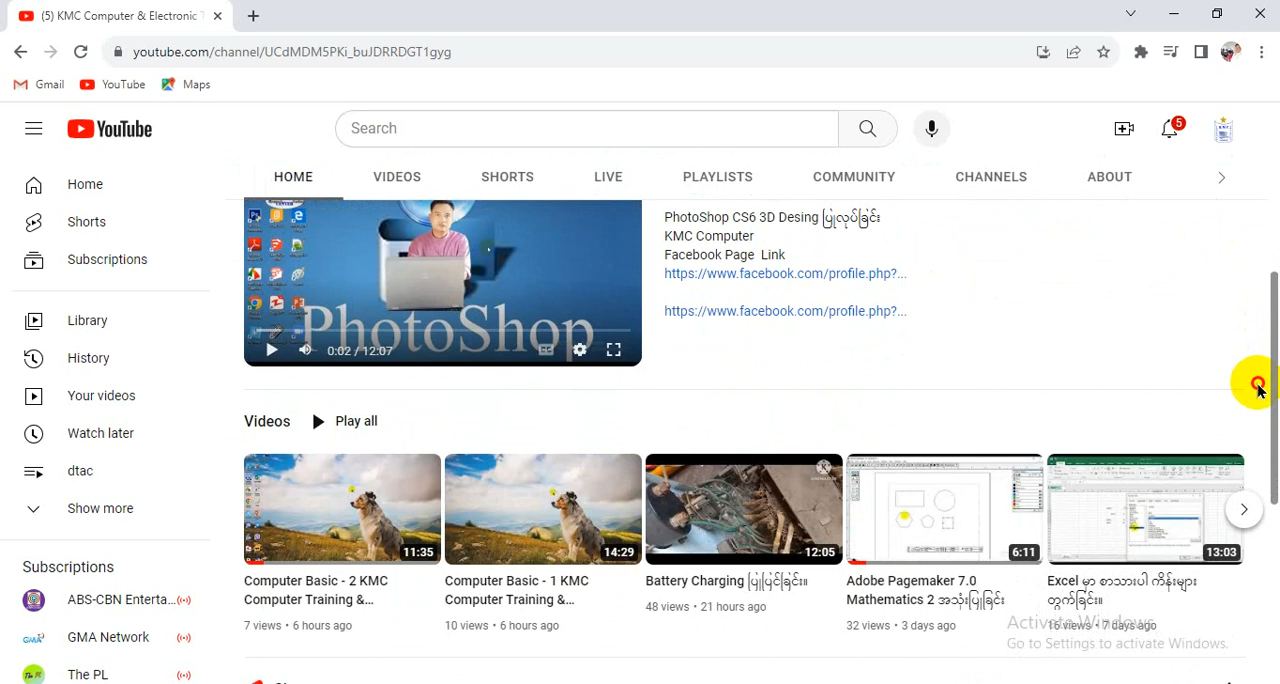 (5) KMC Computer & Electronic T
youtube.com/channel/UCdMDM5PKi_buJDRRDGT1gyg
Gmail YouTube Maps
YouTube
Search
5
HOME VIDEOS SHORTS LIVE PLAYLISTS COMMUNITY CHANNELS ABOUT
Home
Shorts
Subscriptions
Library
History
Your videos
Watch later
dtac
Show more
Subscriptions
ABS-CBN Enterta...
GMA Network
The PL
PhotoShop
0:02 / 12:07
PhotoShop CS6 3D Desing ပြုလုပ်ခြင်း
KMC Computer
Facebook Page Link
https://www.facebook.com/profile.php?...
https://www.facebook.com/profile.php?...
Videos Play all
11:35
14:29
12:05
6:11
13:03
Computer Basic - 2 KMC
Computer Training &...
7 views • 6 hours ago
Computer Basic - 1 KMC
Computer Training &...
10 views • 6 hours ago
Battery Charging ပြုပြင်ခြင်း။
48 views • 21 hours ago
Adobe Pagemaker 7.0
Mathematics 2 အသုံးပြုခြင်း
32 views • 3 days ago
Excel မှာ စာသားပါ ကိန်းများ
တွက်ခြင်း။
16 views • 7 days ago
Activate Windows
Go to Settings to activate Windows.